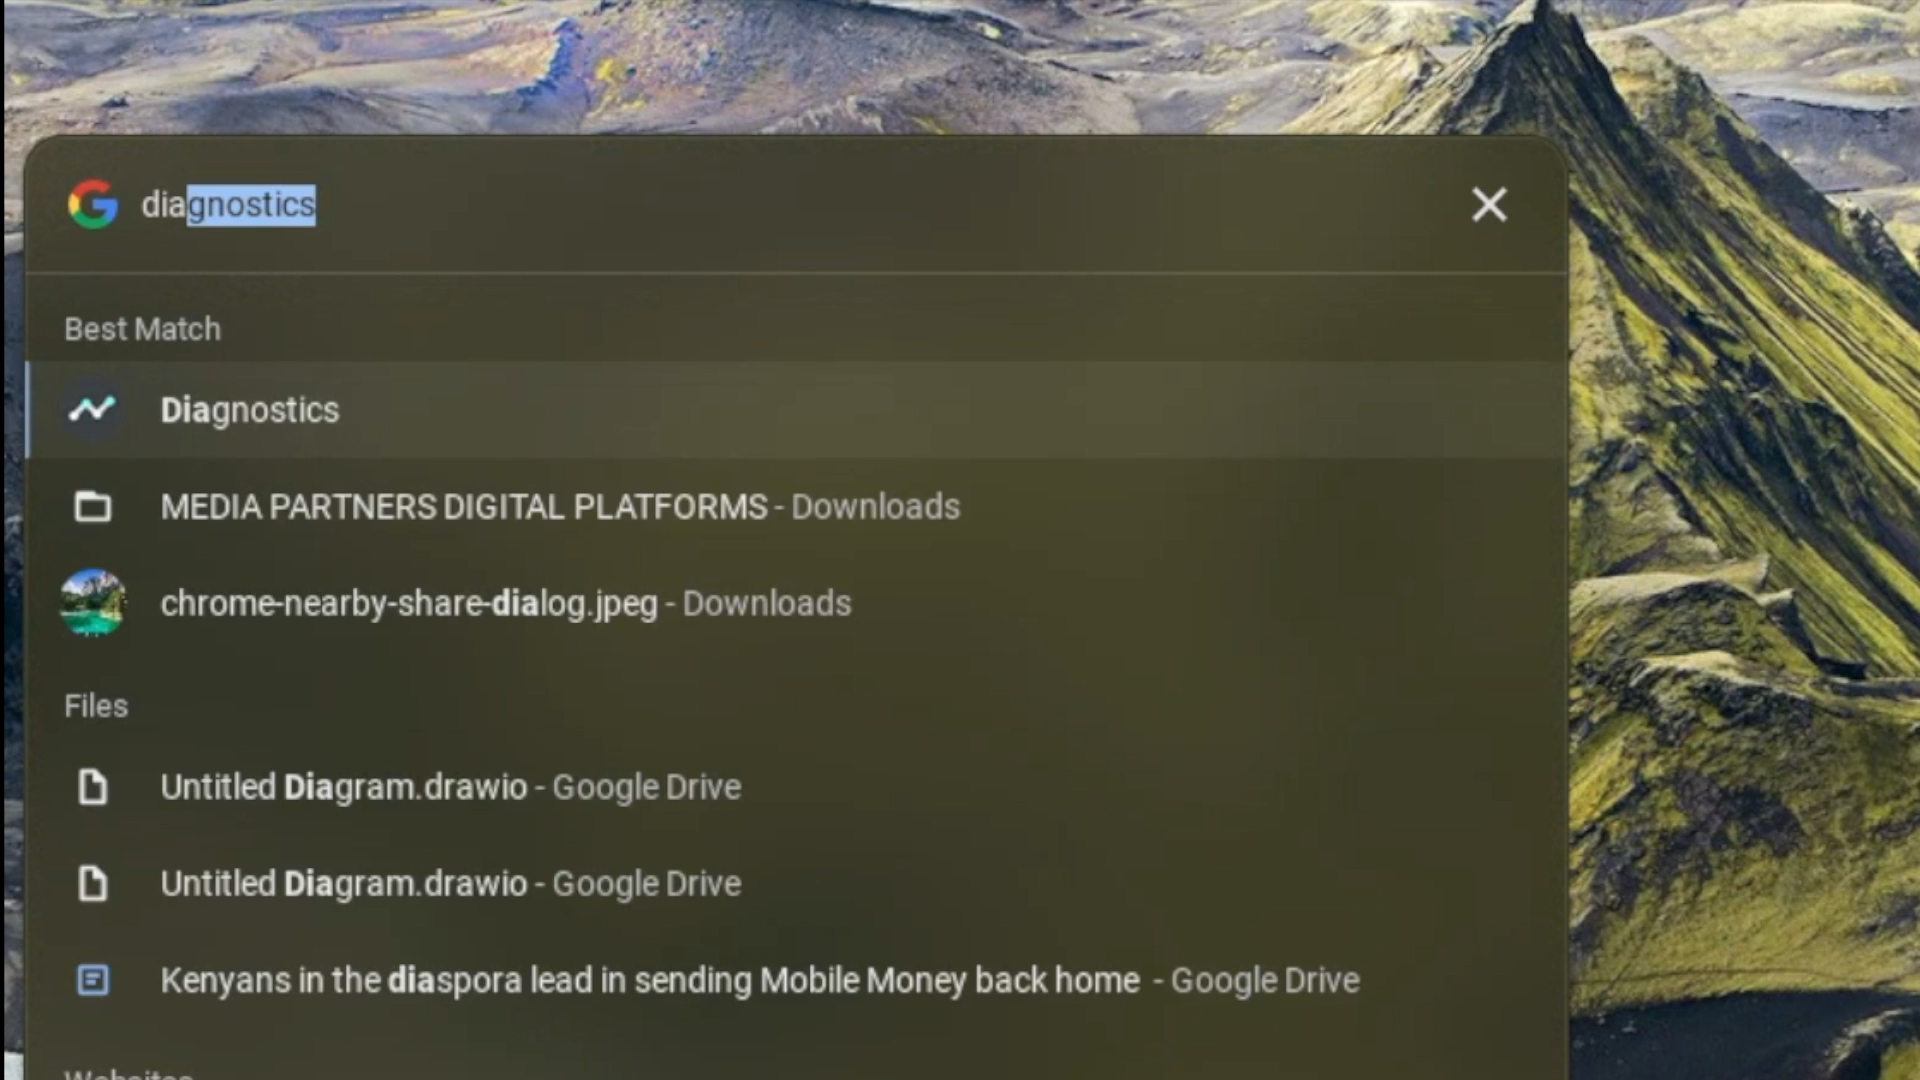 diagnostics
Best Match
Diagnostics
MEDIA PARTNERS DIGITAL PLATFORMS - Downloads
chrome-nearby-share-dialog.jpeg - Downloads
Files
Untitled Diagram.drawio - Google Drive
Untitled Diagram.drawio - Google Drive
Kenyans in the diaspora lead in sending Mobile Money back home - Google Drive
Websites